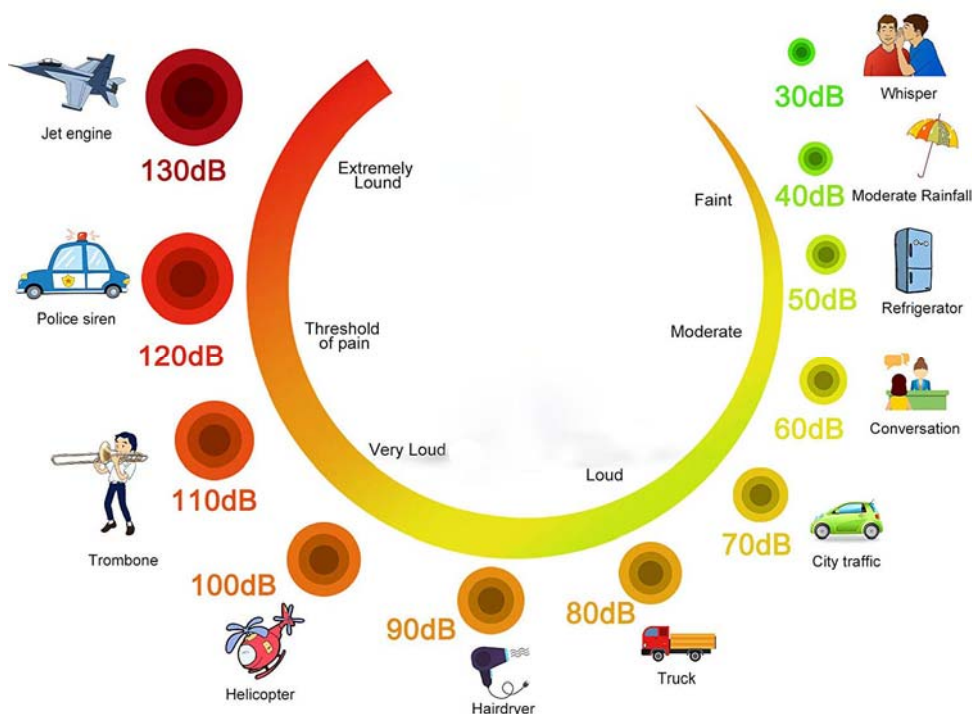 30dB
Whisper
40dB
Moderate Rainfall
50dB
Refrigerator
60dB
Conversation
70dB
City traffic
80dB
Truck
90dB
Hairdryer
100dB
Helicopter
110dB
Trombone
120dB
Police siren
130dB
Jet engine
Faint
Moderate
Loud
Very Loud
Threshold
of pain
Extremely
Lound